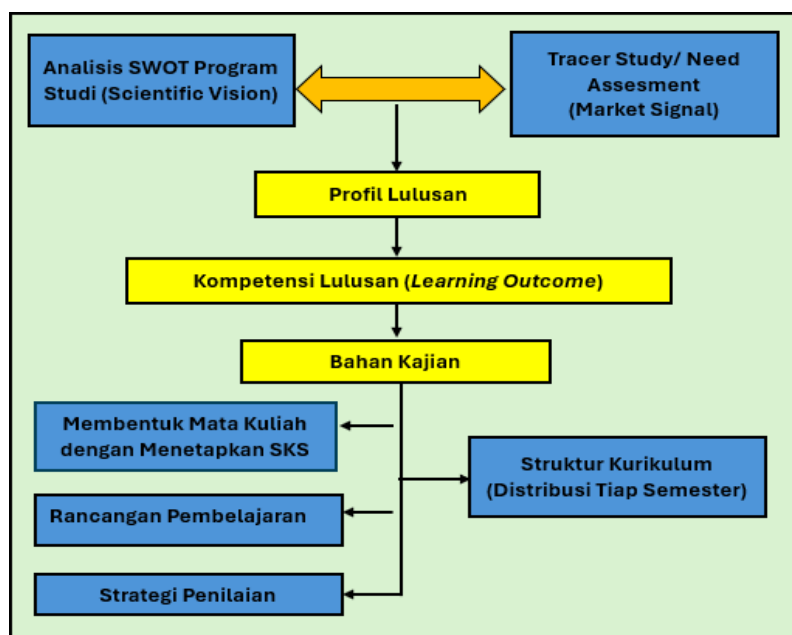 Analisis SWOT Program
Studi (Scientific Vision)
Tracer Study/ Need
Assesment
(Market Signal)
Profil Lulusan
Kompetensi Lulusan (Learning Outcome)
Bahan Kajian
Membentuk Mata Kuliah
dengan Menetapkan SKS
Struktur Kurikulum
(Distribusi Tiap Semester)
Rancangan Pembelajaran
Strategi Penilaian